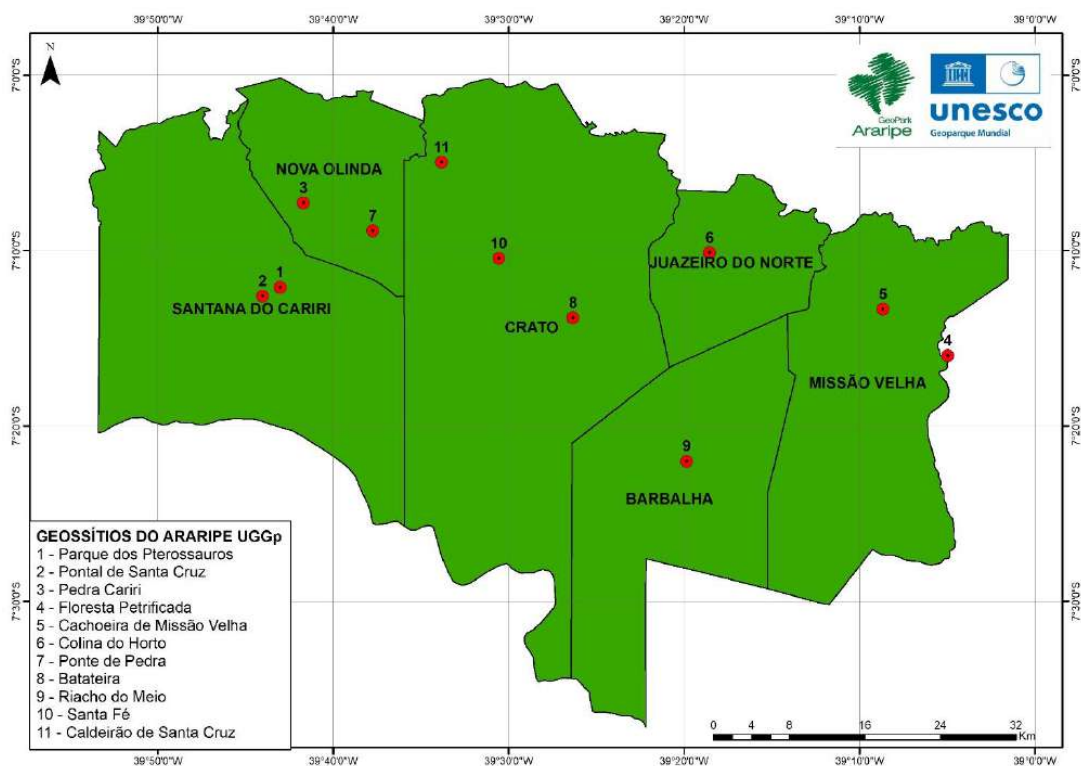 39°50'0"W 39°40'0"W 39°30'0"W 39°20'0"W 39°10'0"W 39°0'0"W
N
7°0'0"S 7°0'0"S
GeoPark
Araripe
unesco
Geoparque Mundial
11
NOVA OLINDA
3
7
10
6
JUAZEIRO DO NORTE
7°10'0"S 7°10'0"S
1
2
SANTANA DO CARIRI
8
CRATO
5
4
MISSÃO VELHA
7°20'0"S 7°20'0"S
9
BARBALHA
GEOSSÍTIOS DO ARARIPE UGGp
1 - Parque dos Pterossauros
2 - Pontal de Santa Cruz
3 - Pedra Cariri
4 - Floresta Petrificada
5 - Cachoeira de Missão Velha
6 - Colina do Horto
7 - Ponte de Pedra
8 - Batateira
9 - Riacho do Meio
10 - Santa Fé
11 - Caldeirão de Santa Cruz
7°30'0"S 7°30'0"S
0 4 8 16 24 32
Km
39°50'0"W 39°40'0"W 39°30'0"W 39°20'0"W 39°10'0"W 39°0'0"W